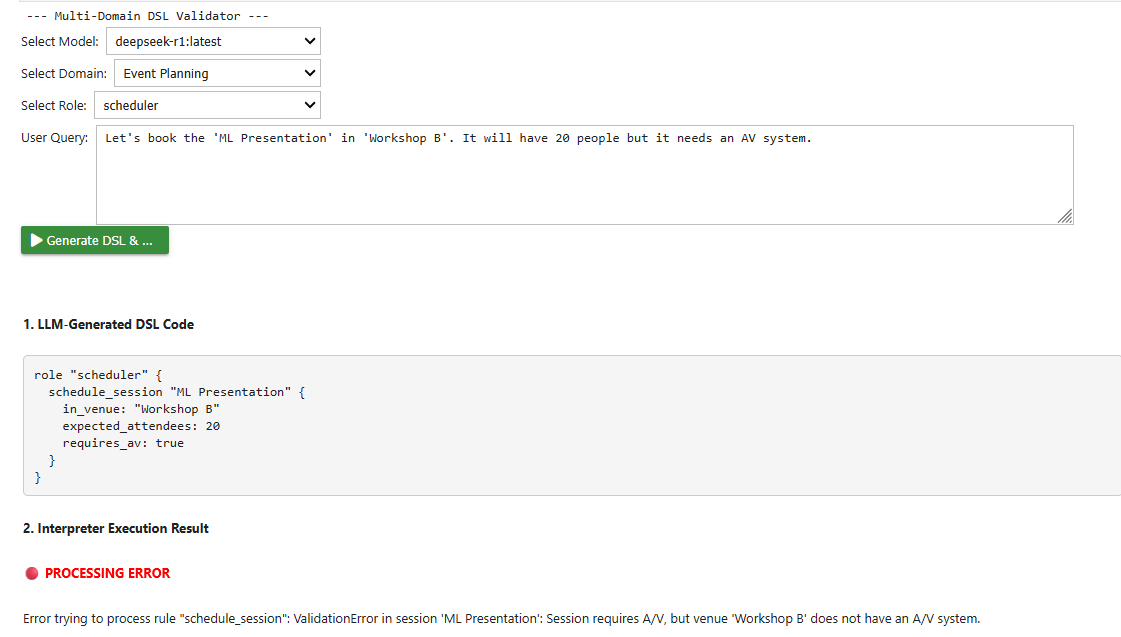 --- Multi-Domain DSL Validator ---
Select Model: deepseek-r1:latest
Select Domain: Event Planning
Select Role: scheduler
User Query: Let's book the 'ML Presentation' in 'Workshop B'. It will have 20 people but it needs an AV system.
Generate DSL & ...
1. LLM-Generated DSL Code
role "scheduler" {
  schedule_session "ML Presentation" {
    in_venue: "Workshop B"
    expected_attendees: 20
    requires_av: true
  }
}
2. Interpreter Execution Result
PROCESSING ERROR
Error trying to process rule "schedule_session": ValidationError in session 'ML Presentation': Session requires A/V, but venue 'Workshop B' does not have an A/V system.